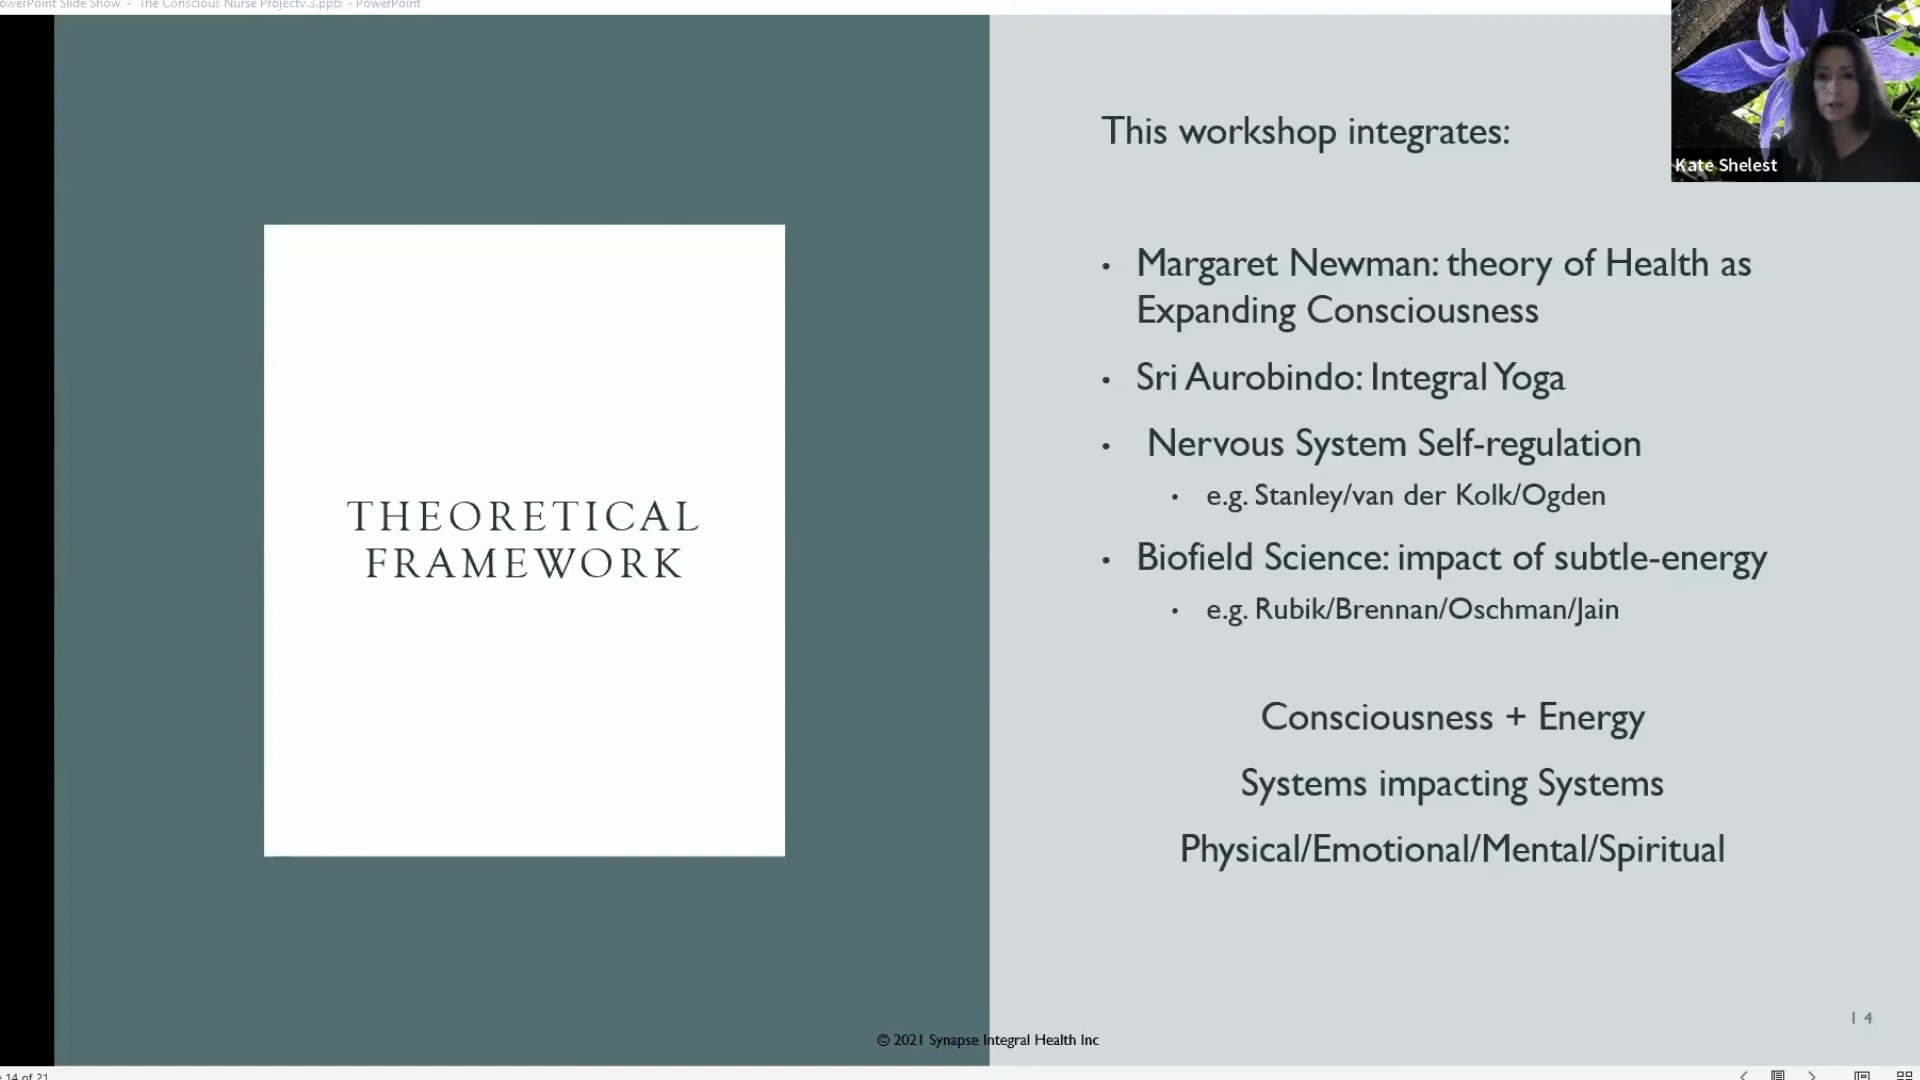 owerPoint Slide Show - The Conscious Nurse Projectv.3.pptx - PowerPoint
Kate Shelest
THEORETICAL
FRAMEWORK
This workshop integrates:
• Margaret Newman: theory of Health as
Expanding Consciousness
• Sri Aurobindo: Integral Yoga
• Nervous System Self-regulation
• e.g. Stanley/van der Kolk/Ogden
• Biofield Science: impact of subtle-energy
• e.g. Rubik/Brennan/Oschman/Jain
Consciousness + Energy
Systems impacting Systems
Physical/Emotional/Mental/Spiritual
14
© 2021 Synapse Integral Health Inc
14 of 21